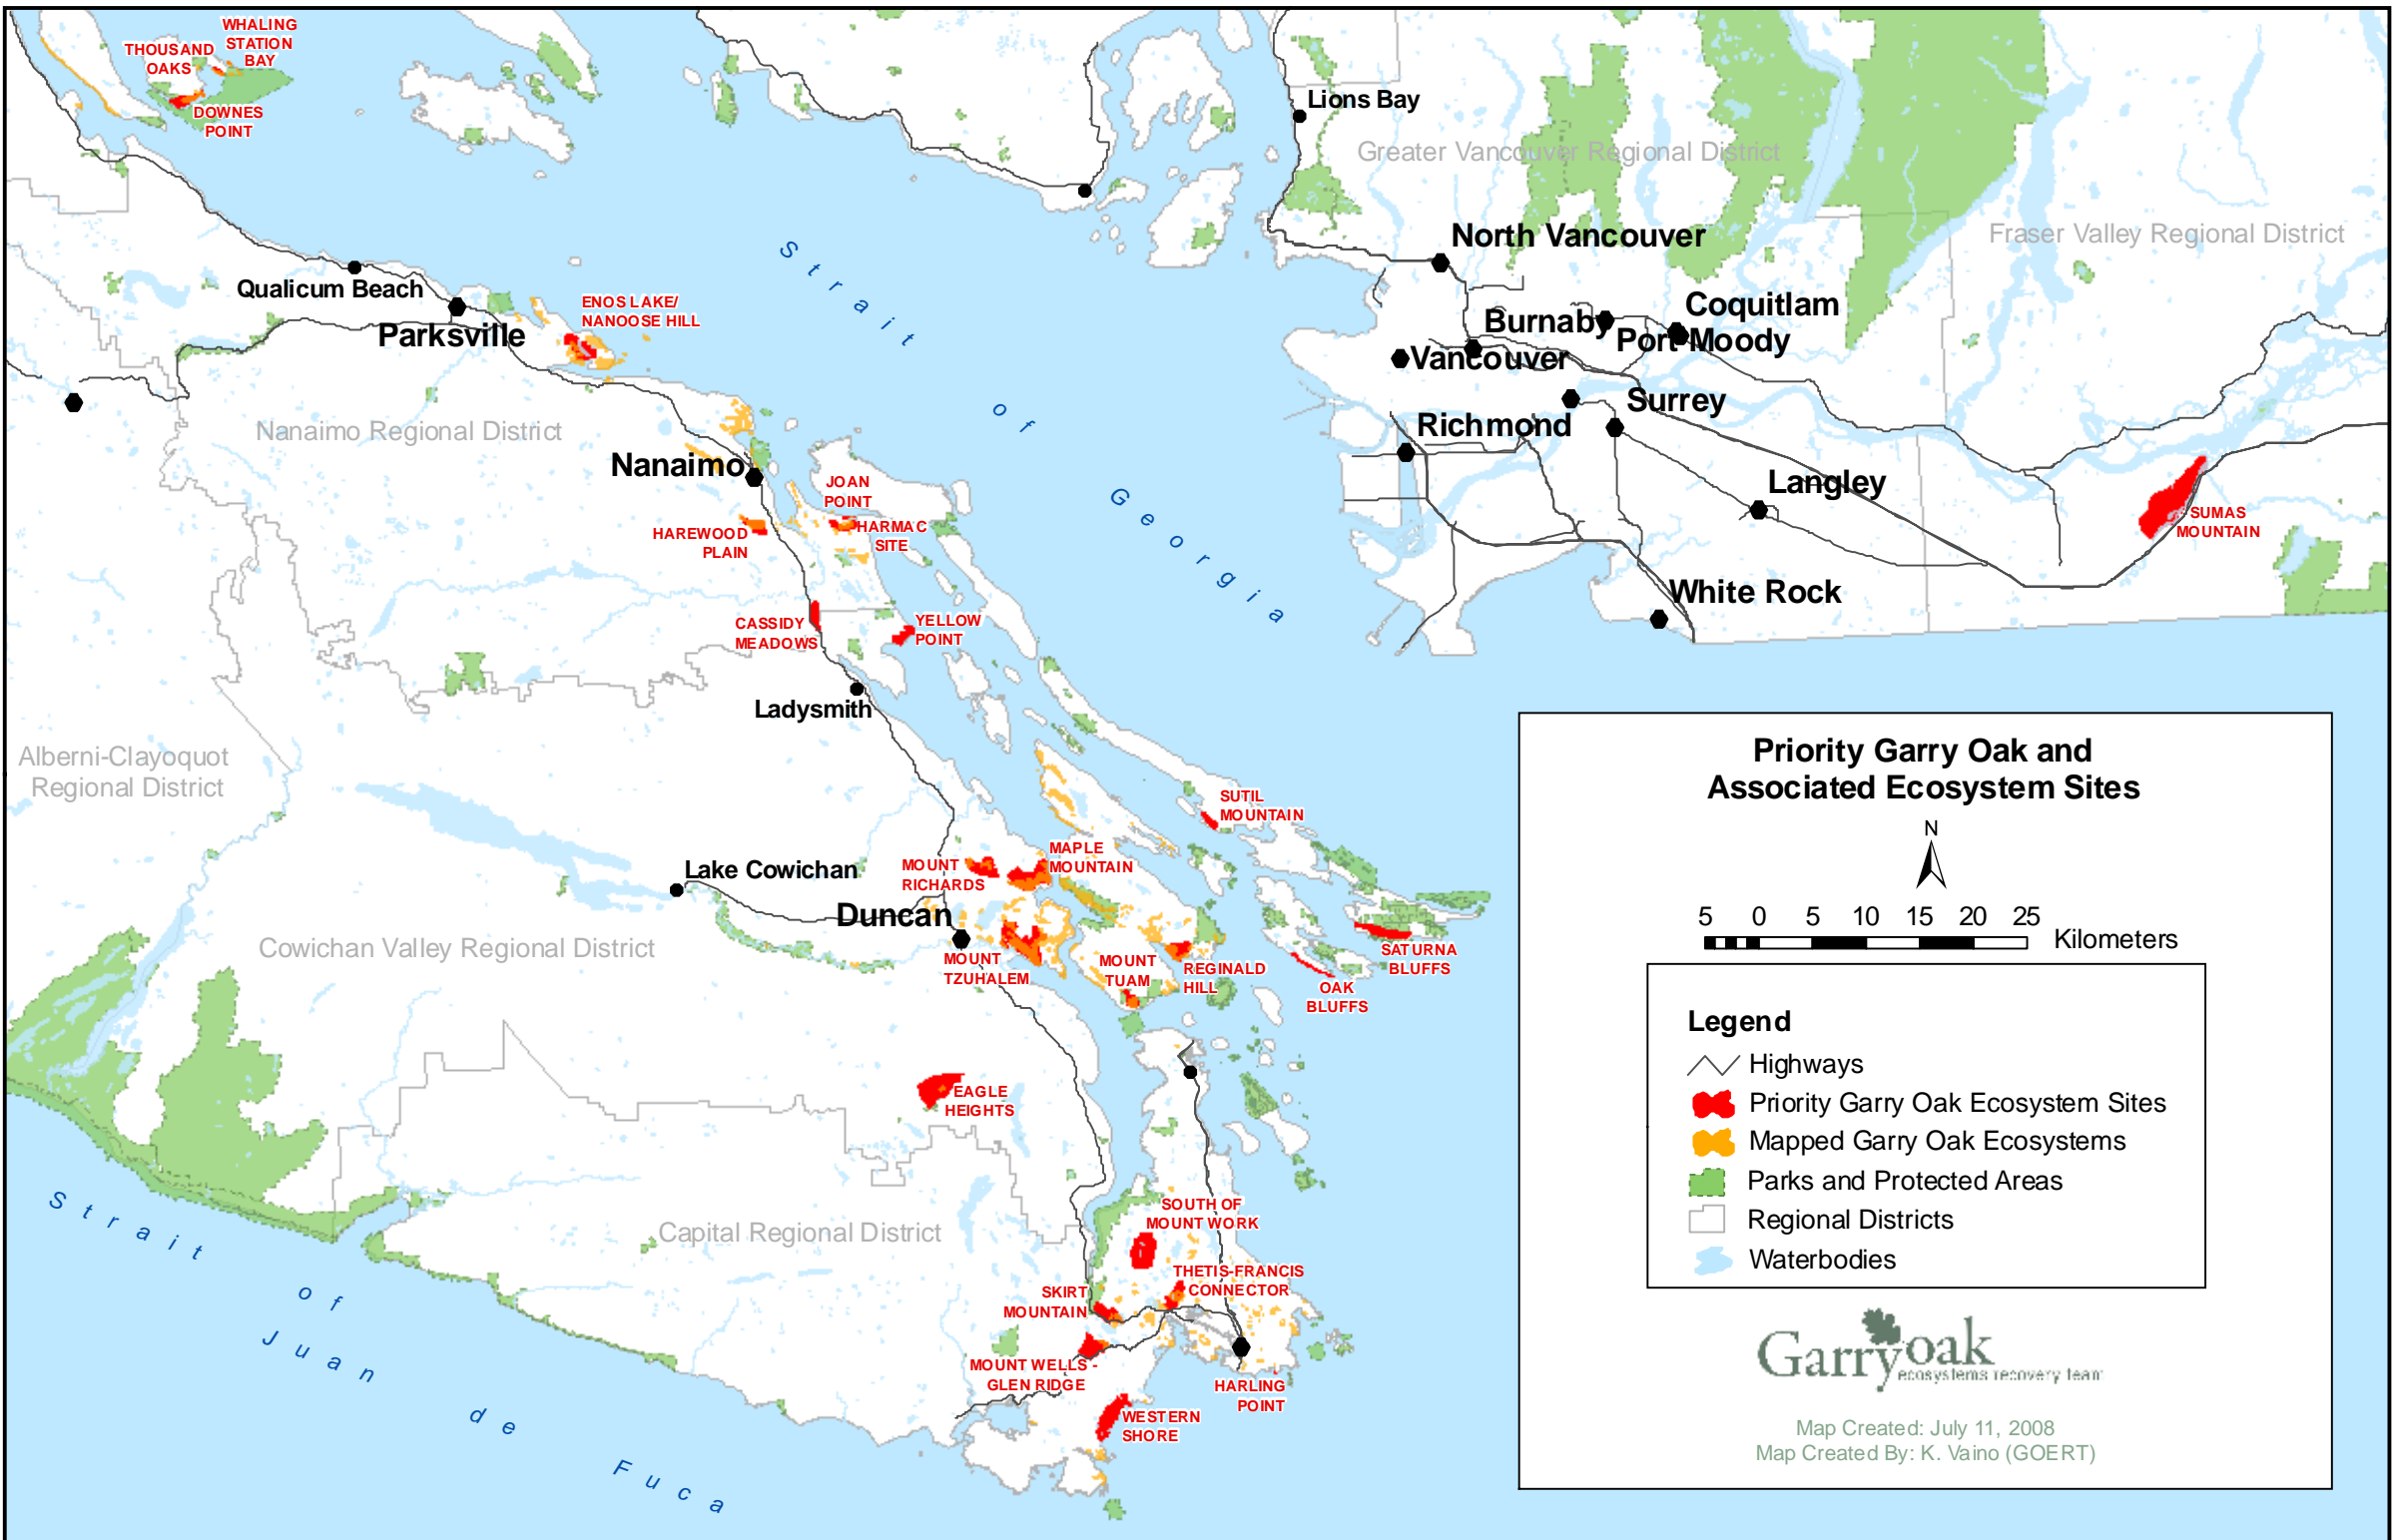 WHALING
STATION
BAY
THOUSAND
OAKS
DOWNES
POINT
Lions Bay
Greater Vancouver Regional District
North Vancouver
Fraser Valley Regional District
Strait
of
Georgia
Qualicum Beach
Parksville
ENOS LAKE/
NANOOSE HILL
Coquitlam
Burnaby
Port Moody
Vancouver
Surrey
Richmond
Nanaimo Regional District
Nanaimo
JOAN
POINT
HARMAC
SITE
HAREWOOD
PLAIN
Langley
SUMAS
MOUNTAIN
White Rock
CASSIDY
MEADOWS
YELLOW
POINT
Ladysmith
Alberni-Clayoquot
Regional District
SUTIL
MOUNTAIN
Lake Cowichan
MOUNT
RICHARDS
MAPLE
MOUNTAIN
Duncan
Cowichan Valley Regional District
MOUNT
TZUHALEM
MOUNT
TUAM
REGINALD
HILL
OAK
BLUFFS
SATURNA
BLUFFS
EAGLE
HEIGHTS
Capital Regional District
SOUTH OF
MOUNT WORK
THETIS-FRANCIS
CONNECTOR
SKIRT
MOUNTAIN
MOUNT WELLS -
GLEN RIDGE
HARLING
POINT
WESTERN
SHORE
Strait
of
Juan
de
Fuca
Priority Garry Oak and
Associated Ecosystem Sites
N
5 0 5 10 15 20 25
Kilometers
Legend
Highways
Priority Garry Oak Ecosystem Sites
Mapped Garry Oak Ecosystems
Parks and Protected Areas
Regional Districts
Waterbodies
Garry oak
ecosystems recovery team
Map Created: July 11, 2008
Map Created By: K. Vaino (GOERT)